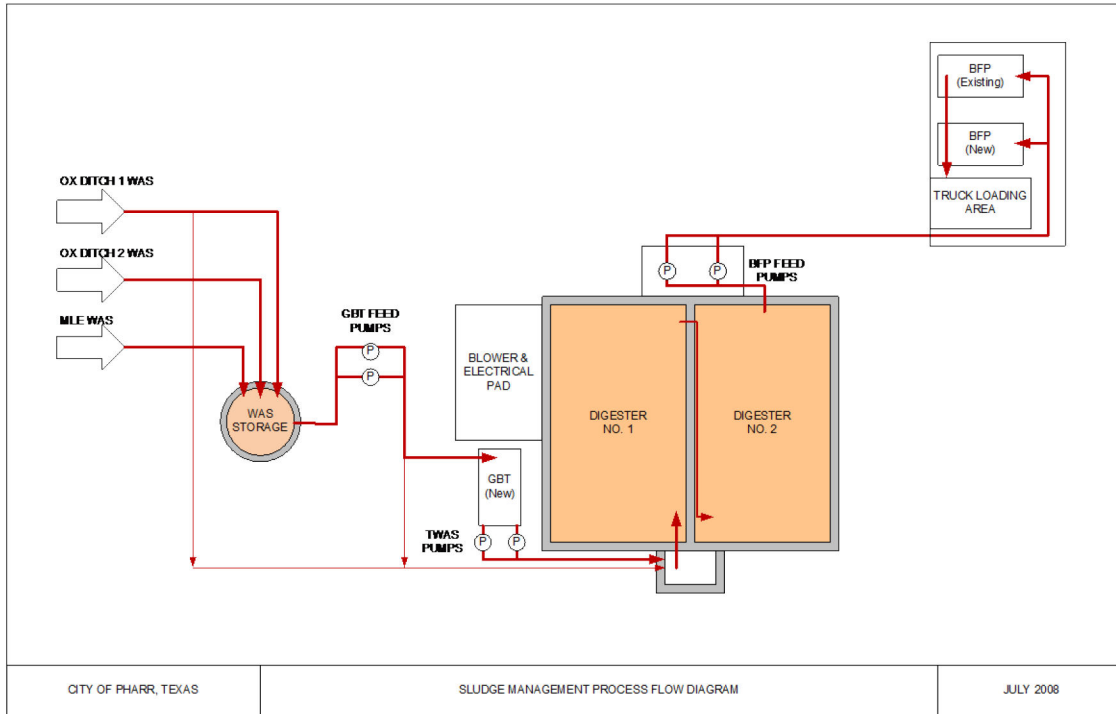 BFP
(Existing)
BFP
(New)
TRUCK LOADING
AREA
OX DITCH 1 WAS
OX DITCH 2 WAS
MLE WAS
WAS
STORAGE
GBT FEED
PUMPS
P
P
BLOWER &
ELECTRICAL
PAD
GBT
(New)
TWAS
PUMPS
P
P
P
P
BFP FEED
PUMPS
DIGESTER
NO. 1
DIGESTER
NO. 2
CITY OF PHARR, TEXAS
SLUDGE MANAGEMENT PROCESS FLOW DIAGRAM
JULY 2008